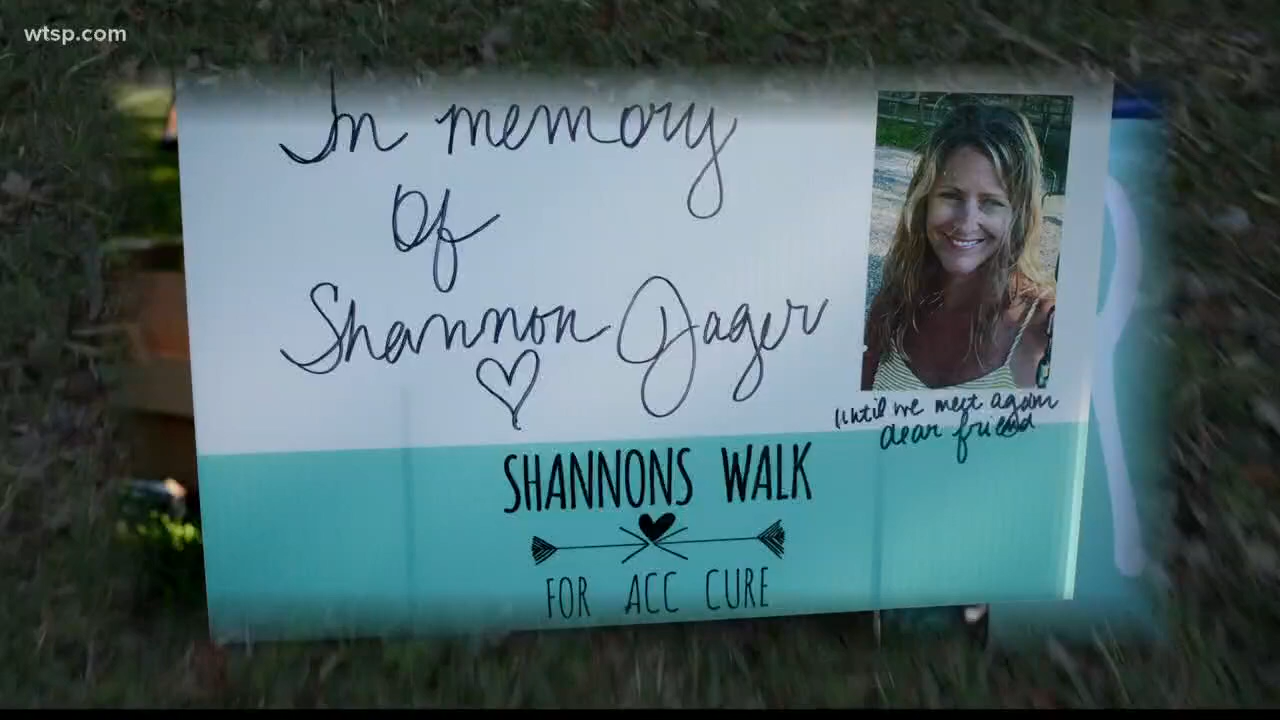 wtsp.com
In memory
Of
Shannon Jager
Until we meet again
dear friend
SHANNONS WALK
FOR ACC CURE